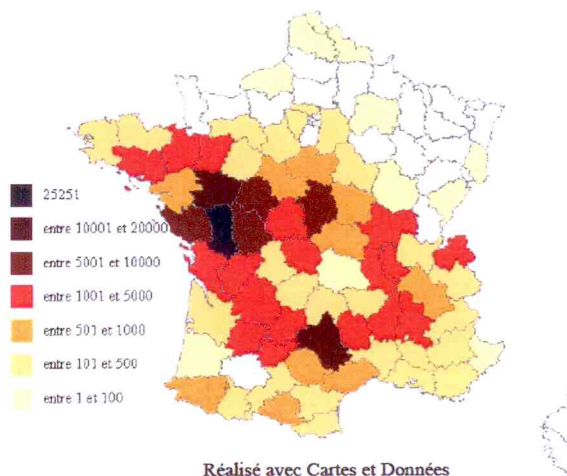 25251
entre 10001 et 20000
entre 5001 et 10000
entre 1001 et 5000
entre 501 et 1000
entre 101 et 500
entre 1 et 100
Réalisé avec Cartes et Données